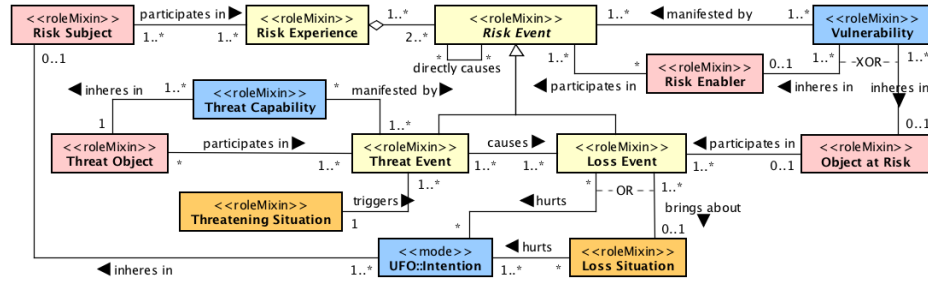 <<roleMixin>>
Risk Subject
participates in
1..*
1..*
<<roleMixin>>
Risk Experience
1..*
2..*
<<roleMixin>>
Risk Event
1..*
manifested by
1..*
<<roleMixin>>
Vulnerability
0..1
* *
directly causes
1..*
*
participates in
<<roleMixin>>
Risk Enabler
0..1
1..*
XOR
1..*
inheres in
inheres in
0..1
inheres in
1..*
<<roleMixin>>
Threat Capability
*
manifested by
1..*
1
<<roleMixin>>
Threat Object
*
participates in
1..*
<<roleMixin>>
Threat Event
causes
1..*
1..*
<<roleMixin>>
Loss Event
participates in
1..*
0..1
<<roleMixin>>
Object at Risk
<<roleMixin>>
Threatening Situation
triggers
1
1..*
*
OR
1..*
hurts
*
brings about
0..1
<<mode>>
UFO::Intention
hurts
1..*
*
<<roleMixin>>
Loss Situation
inheres in
1..*